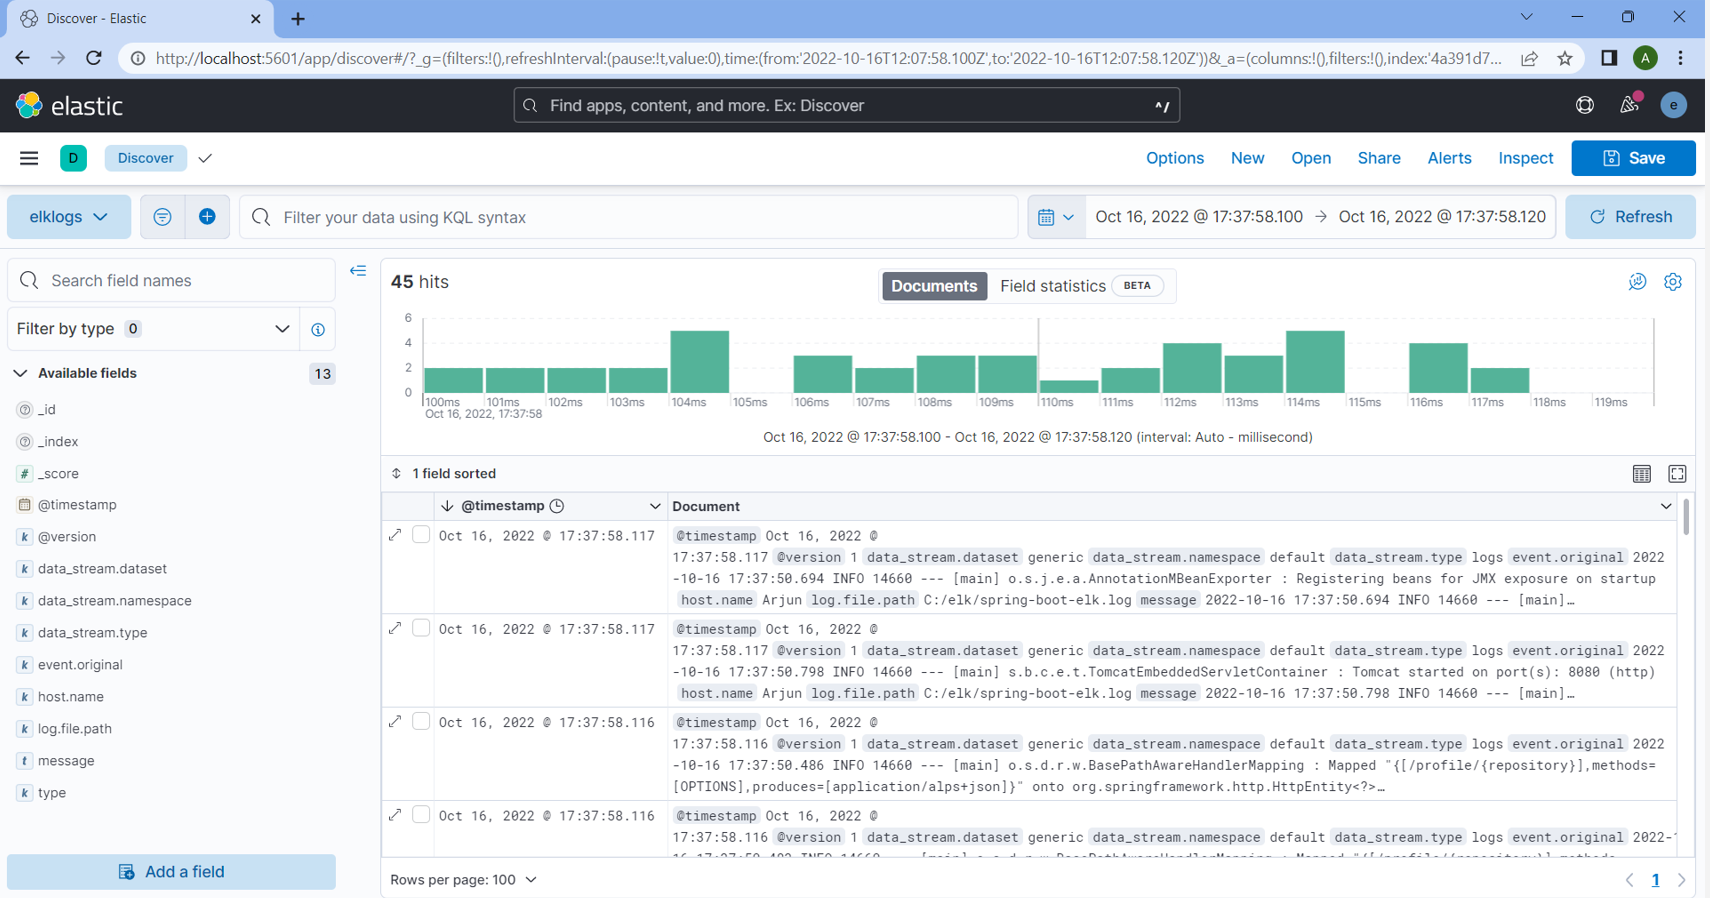 Discover - Elastic
http://localhost:5601/app/discover#/?_g=(filters:!(),refreshInterval:(pause:!t,value:0),time:(from:'2022-10-16T12:07:58.100Z',to:'2022-10-16T12:07:58.120Z'))&_a=(columns:!(),filters:!(),index:'4a391d7...
A
elastic
Find apps, content, and more. Ex: Discover
^/
e
D
Discover
Options
New
Open
Share
Alerts
Inspect
Save
elklogs
Filter your data using KQL syntax
Oct 16, 2022 @ 17:37:58.100 → Oct 16, 2022 @ 17:37:58.120
Refresh
Search field names
Filter by type 0
Available fields 13
_id
_index
# _score
@timestamp
k @version
k data_stream.dataset
k data_stream.namespace
k data_stream.type
k event.original
k host.name
k log.file.path
t message
k type
Add a field
45 hits
Documents
Field statistics BETA
6
4
2
0
100ms 101ms 102ms 103ms 104ms 105ms 106ms 107ms 108ms 109ms 110ms 111ms 112ms 113ms 114ms 115ms 116ms 117ms 118ms 119ms
Oct 16, 2022, 17:37:58
Oct 16, 2022 @ 17:37:58.100 - Oct 16, 2022 @ 17:37:58.120 (interval: Auto - millisecond)
1 field sorted
@timestamp
Document
Oct 16, 2022 @ 17:37:58.117
@timestamp Oct 16, 2022 @
17:37:58.117 @version 1 data_stream.dataset generic data_stream.namespace default data_stream.type logs event.original 2022
-10-16 17:37:50.694 INFO 14660 --- [main] o.s.j.e.a.AnnotationMBeanExporter : Registering beans for JMX exposure on startup
host.name Arjun log.file.path C:/elk/spring-boot-elk.log message 2022-10-16 17:37:50.694 INFO 14660 --- [main]…
Oct 16, 2022 @ 17:37:58.117
@timestamp Oct 16, 2022 @
17:37:58.117 @version 1 data_stream.dataset generic data_stream.namespace default data_stream.type logs event.original 2022
-10-16 17:37:50.798 INFO 14660 --- [main] s.b.c.e.t.TomcatEmbeddedServletContainer : Tomcat started on port(s): 8080 (http)
host.name Arjun log.file.path C:/elk/spring-boot-elk.log message 2022-10-16 17:37:50.798 INFO 14660 --- [main]…
Oct 16, 2022 @ 17:37:58.116
@timestamp Oct 16, 2022 @
17:37:58.116 @version 1 data_stream.dataset generic data_stream.namespace default data_stream.type logs event.original 2022
-10-16 17:37:50.486 INFO 14660 --- [main] o.s.d.r.w.BasePathAwareHandlerMapping : Mapped "{[/profile/{repository}],methods=
[OPTIONS],produces=[application/alps+json]}" onto org.springframework.http.HttpEntity<?>…
Oct 16, 2022 @ 17:37:58.116
@timestamp Oct 16, 2022 @
17:37:58.116 @version 1 data_stream.dataset generic data_stream.namespace default data_stream.type logs event.original 2022-
Rows per page: 100
1